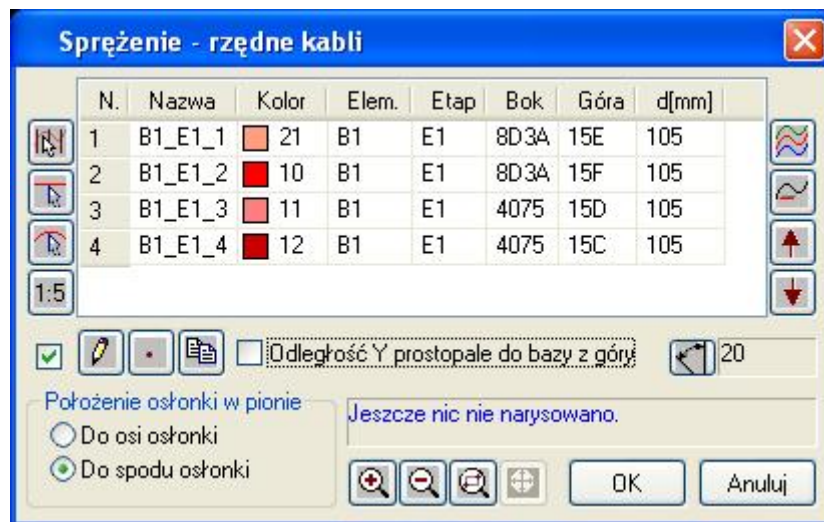 Sprężenie - rzędne kabli
N. Nazwa Kolor Elem. Etap Bok Góra d[mm]
1 B1_E1_1 21 B1 E1 8D3A 15E 105
2 B1_E1_2 10 B1 E1 8D3A 15F 105
3 B1_E1_3 11 B1 E1 4075 15D 105
4 B1_E1_4 12 B1 E1 4075 15C 105
1:5
Odległość Y prostopale do bazy z góry
20
Położenie osłonki w pionie
Jeszcze nic nie narysowano.
Do osi osłonki
Do spodu osłonki
OK Anuluj